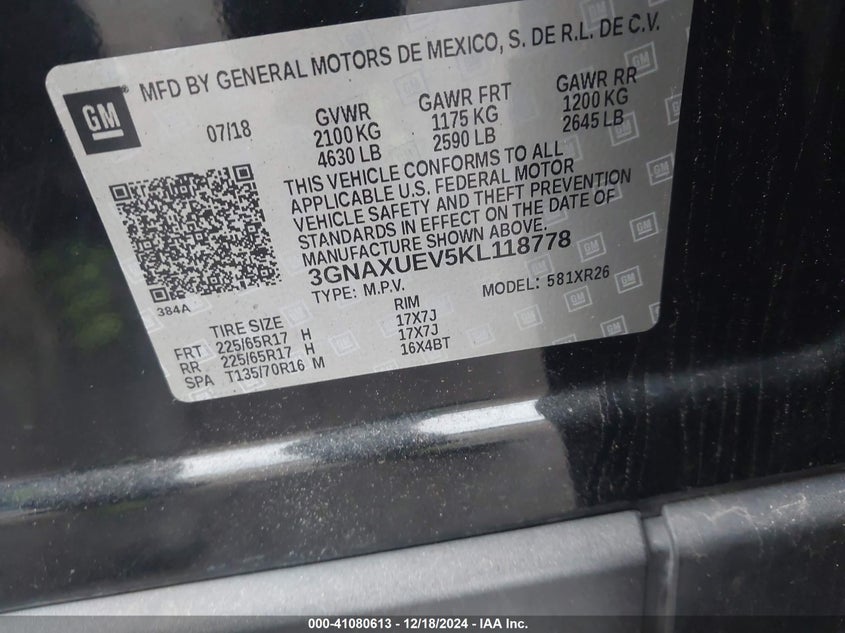 MFD BY GENERAL MOTORS DE MEXICO, S. DE R.L. DE C.V.
GM
07/18
GVWR
2100 KG
4630 LB
GAWR FRT
1175 KG
2590 LB
GAWR RR
1200 KG
2645 LB
THIS VEHICLE CONFORMS TO ALL
APPLICABLE U.S. FEDERAL MOTOR
VEHICLE SAFETY AND THEFT PREVENTION
STANDARDS IN EFFECT ON THE DATE OF
MANUFACTURE SHOWN ABOVE.
3GNAXUEV5KL118778
TYPE: M.P.V. MODEL: 581XR26
384A
TIRE SIZE RIM
FRT 225/65R17 H 17X7J
RR 225/65R17 H 17X7J
SPA T135/70R16 M 16X4BT
000-41080613 - 12/18/2024 - IAA Inc.